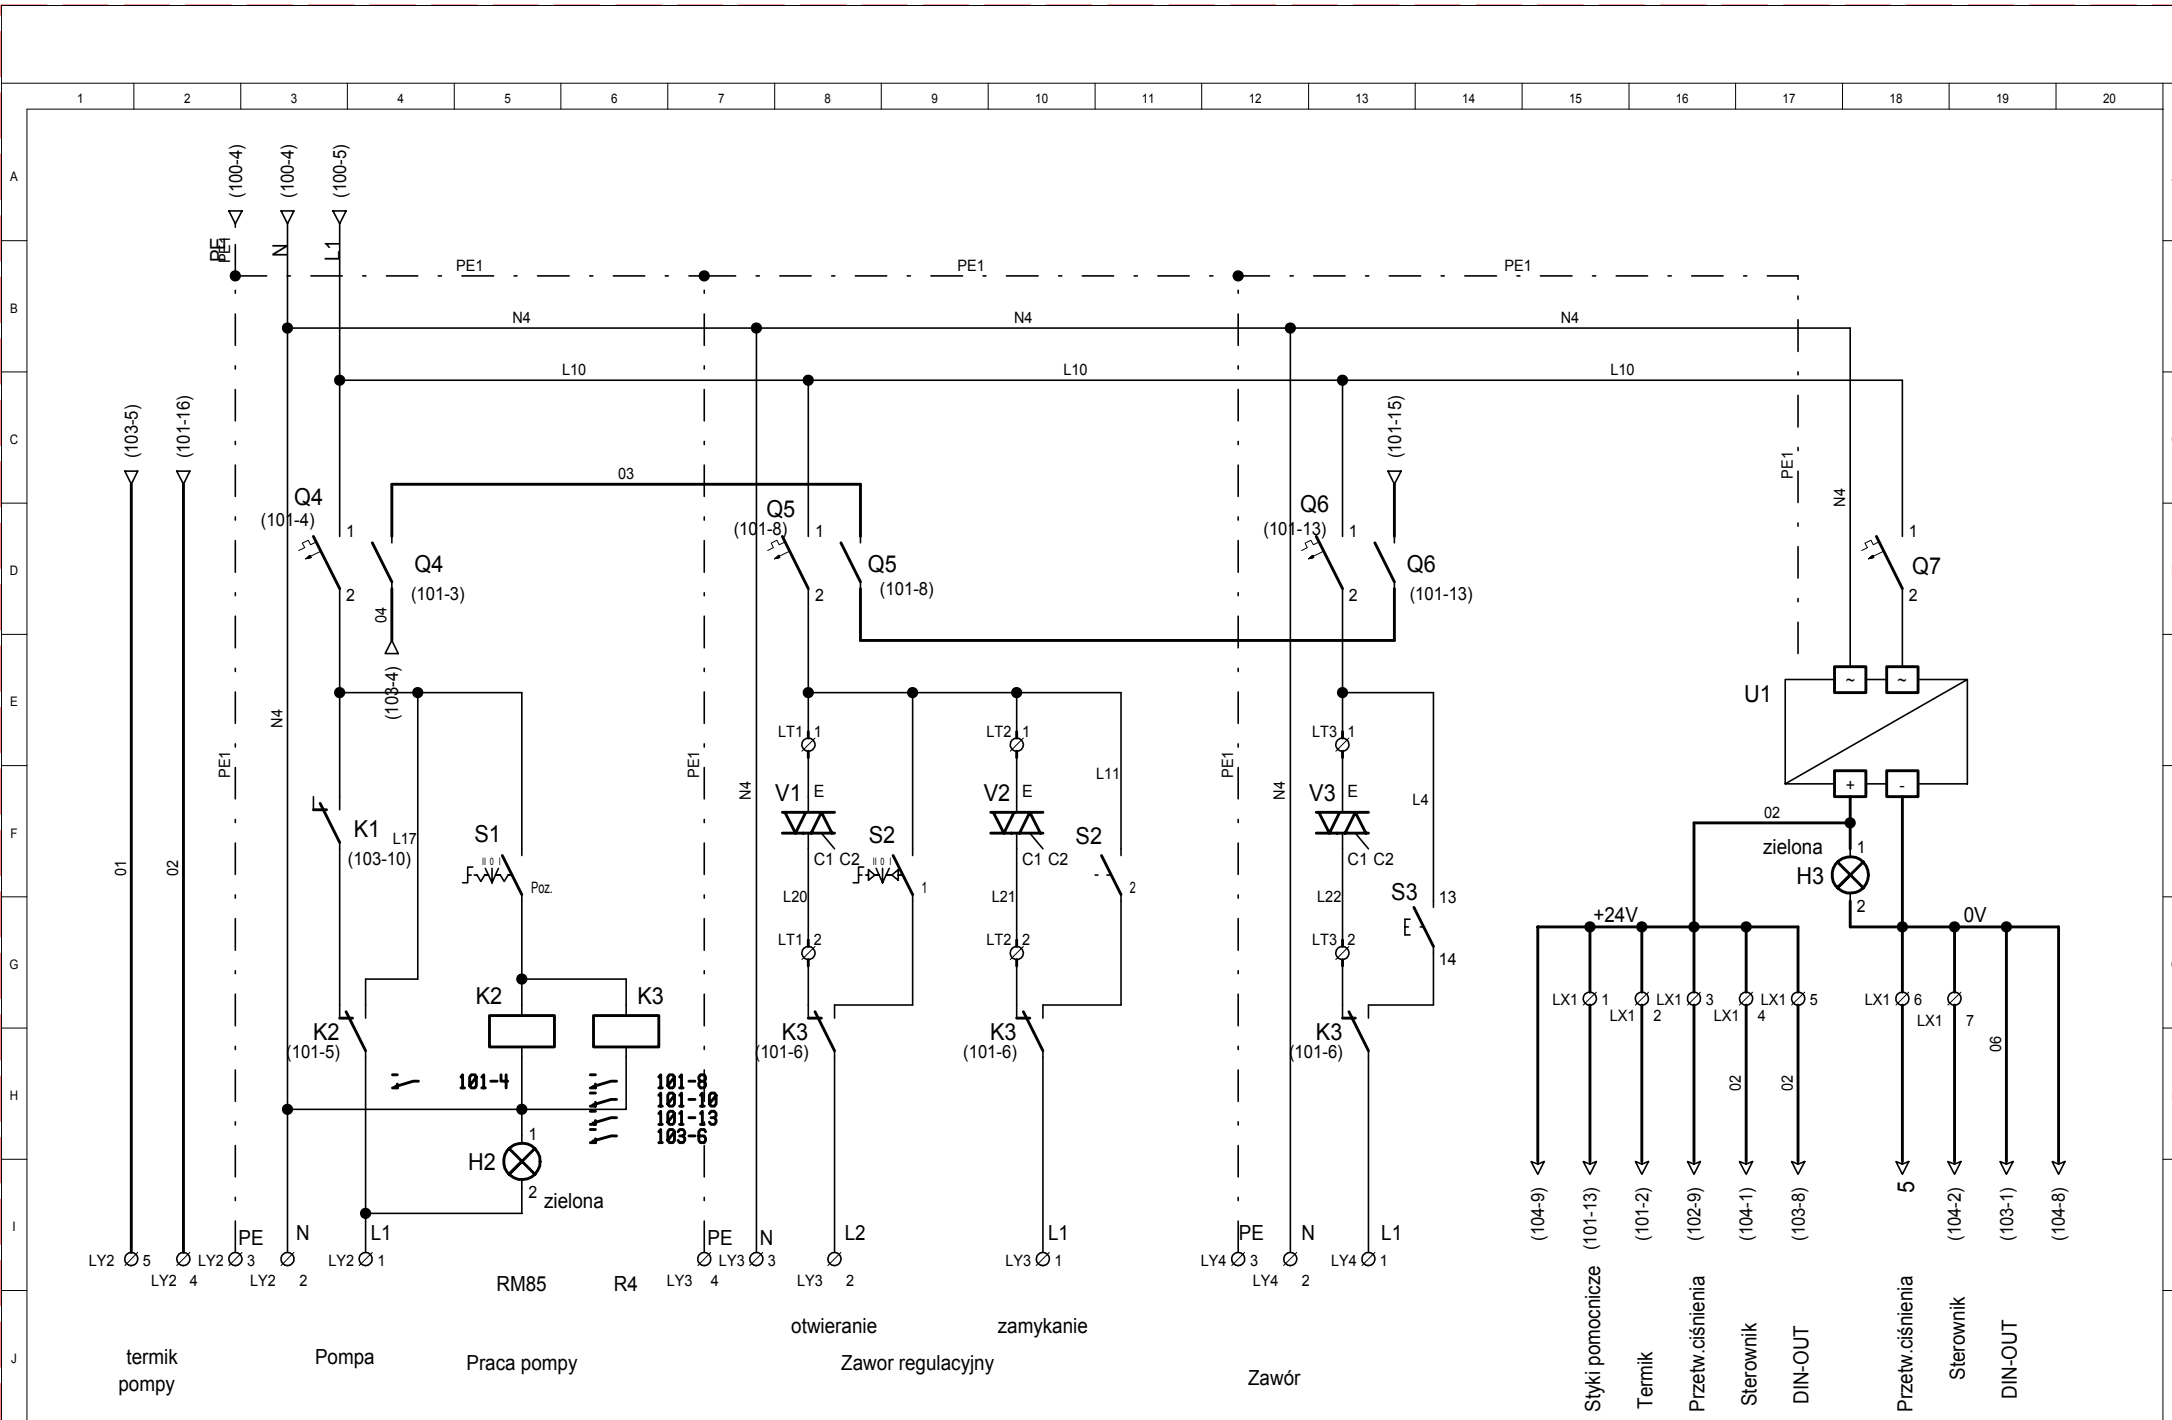 1 2 3 4 5 6 7 8 9 10 11 12 13 14 15 16 17 18 19 20
A
(100-4) (100-4) (100-5)
PE PE1 N L1
PE1 PE1 PE1
B
N4 N4 N4
L10 L10 L10
C
(103-5) (101-16) (101-15)
03
PE1 N4
Q4 Q5 Q6
(101-4) 1 (101-8) 1 (101-13) 1 1
D
Q4 Q5 Q6 Q7
(101-3) (101-8) (101-13)
2 2 2 2
04
(103-4)
E
N4 U1 ~ ~
LT1 1 LT2 1 LT3 1
PE1 PE1 PE1
L11
N4 N4
V1 E V2 E V3 E
L4
+ -
02
F
K1 L17 S1 S2 S2
(103-10)
II 0 I
C1 C2 C1 C2 C1 C2
zielona 1
H3
2
01 02
Poz. 1 2
L20 L21 L22 S3 13
E
+24V 0V
LT1 2 LT2 2 LT3 2
14
G
K2 K3
LX1 1 LX1 3 LX1 5 LX1 6
LX1 2 LX1 4 LX1 7
K2 K3 K3 K3
(101-5) (101-6) (101-6) (101-6)
06
02 02
H
101-4 101-8
101-10
101-13
103-6
1
H2
2 zielona
(104-9) (101-13) (101-2) (102-9) (104-1) (103-8) 5 (104-2) (103-1) (104-8)
I
PE N L1 PE N L2 L1 PE N L1
LY2 5 LY2 3 LY2 1 LY3 3 LY3 1 LY4 3 LY4 1
LY2 4 LY2 2 LY3 4 LY3 2 LY4 2
RM85 R4
otwieranie zamykanie
J
termik
pompy
Pompa
Praca pompy
Zawor regulacyjny
Zawór
Styki pomocnicze
Termik
Przetw.ciśnienia
Sterownik
DIN-OUT
Przetw.ciśnienia
Sterownik
DIN-OUT